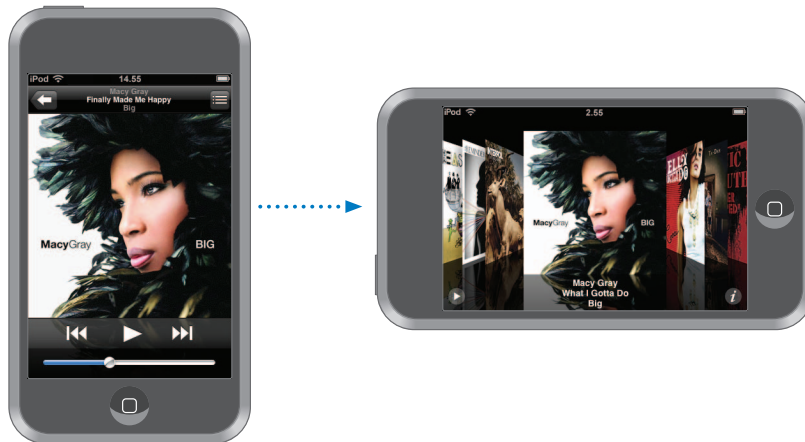 iPod 14.55
Macy Gray
Finally Made Me Happy
Big
MacyGray BIG
iPod 2.55
MacyGray BIG
Macy Gray
What I Gotta Do
Big
i